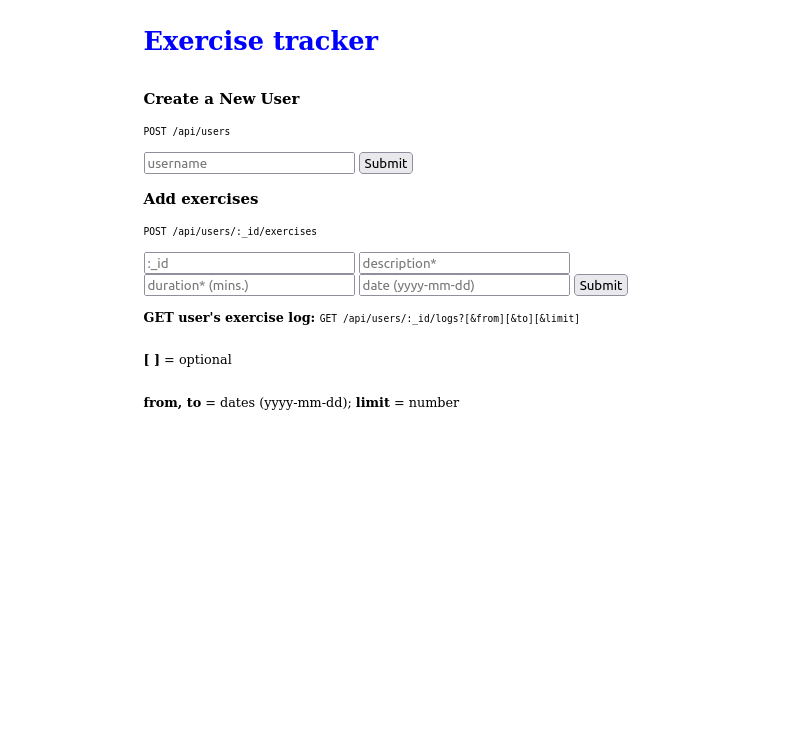 Exercise tracker
Create a New User
POST /api/users
username Submit
Add exercises
POST /api/users/:_id/exercises
:_id description*
duration* (mins.) date (yyyy-mm-dd) Submit
GET user's exercise log: GET /api/users/:_id/logs?[&from][&to][&limit]
[ ] = optional
from, to = dates (yyyy-mm-dd); limit = number